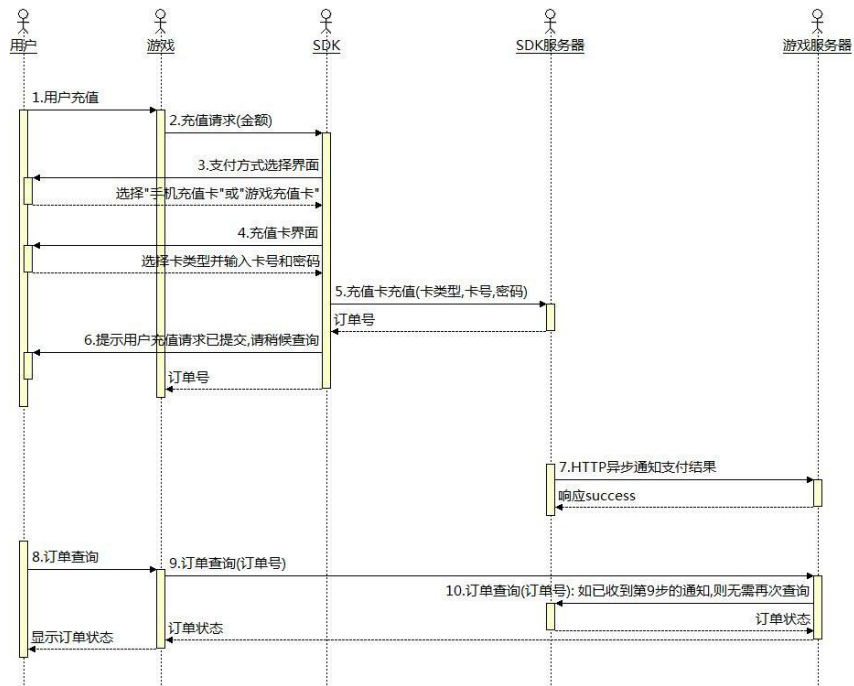 用户 游戏 SDK SDK服务器 游戏服务器
1.用户充值
2.充值请求(金额)
3.支付方式选择界面
选择"手机充值卡"或"游戏充值卡"
4.充值卡界面
选择卡类型并输入卡号和密码
5.充值卡充值(卡类型,卡号,密码)
订单号
6.提示用户充值请求已提交,请稍候查询
订单号
7.HTTP异步通知支付结果
响应success
8.订单查询
9.订单查询(订单号)
10.订单查询(订单号): 如已收到第9步的通知,则无需再次查询
订单状态
订单状态
显示订单状态